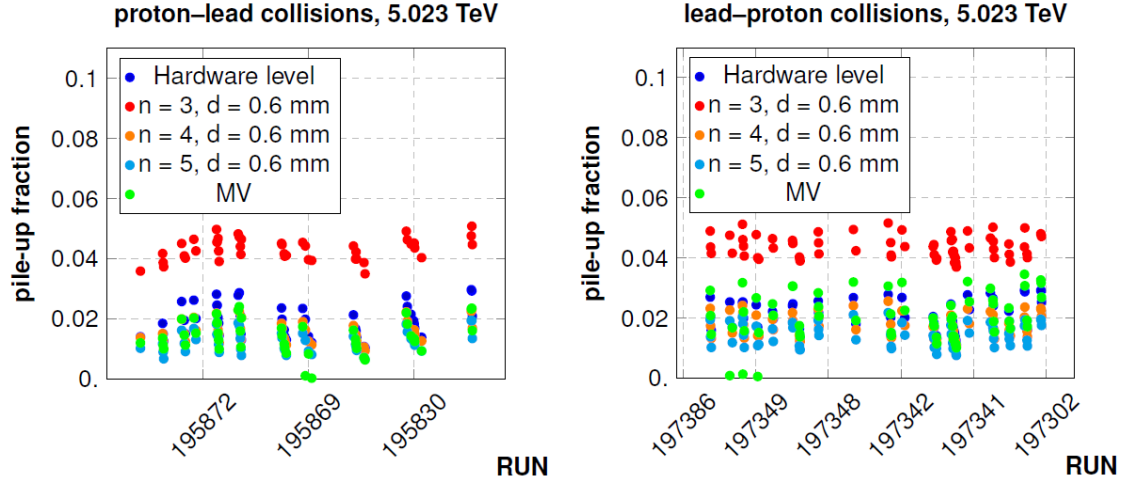 proton–lead collisions, 5.023 TeV
pile-up fraction
0.1
0.08
0.06
0.04
0.02
0.
Hardware level
n = 3, d = 0.6 mm
n = 4, d = 0.6 mm
n = 5, d = 0.6 mm
MV
195872
195869
195830
RUN
lead–proton collisions, 5.023 TeV
pile-up fraction
0.1
0.08
0.06
0.04
0.02
0.
Hardware level
n = 3, d = 0.6 mm
n = 4, d = 0.6 mm
n = 5, d = 0.6 mm
MV
197386
197349
197348
197342
197341
197302
RUN